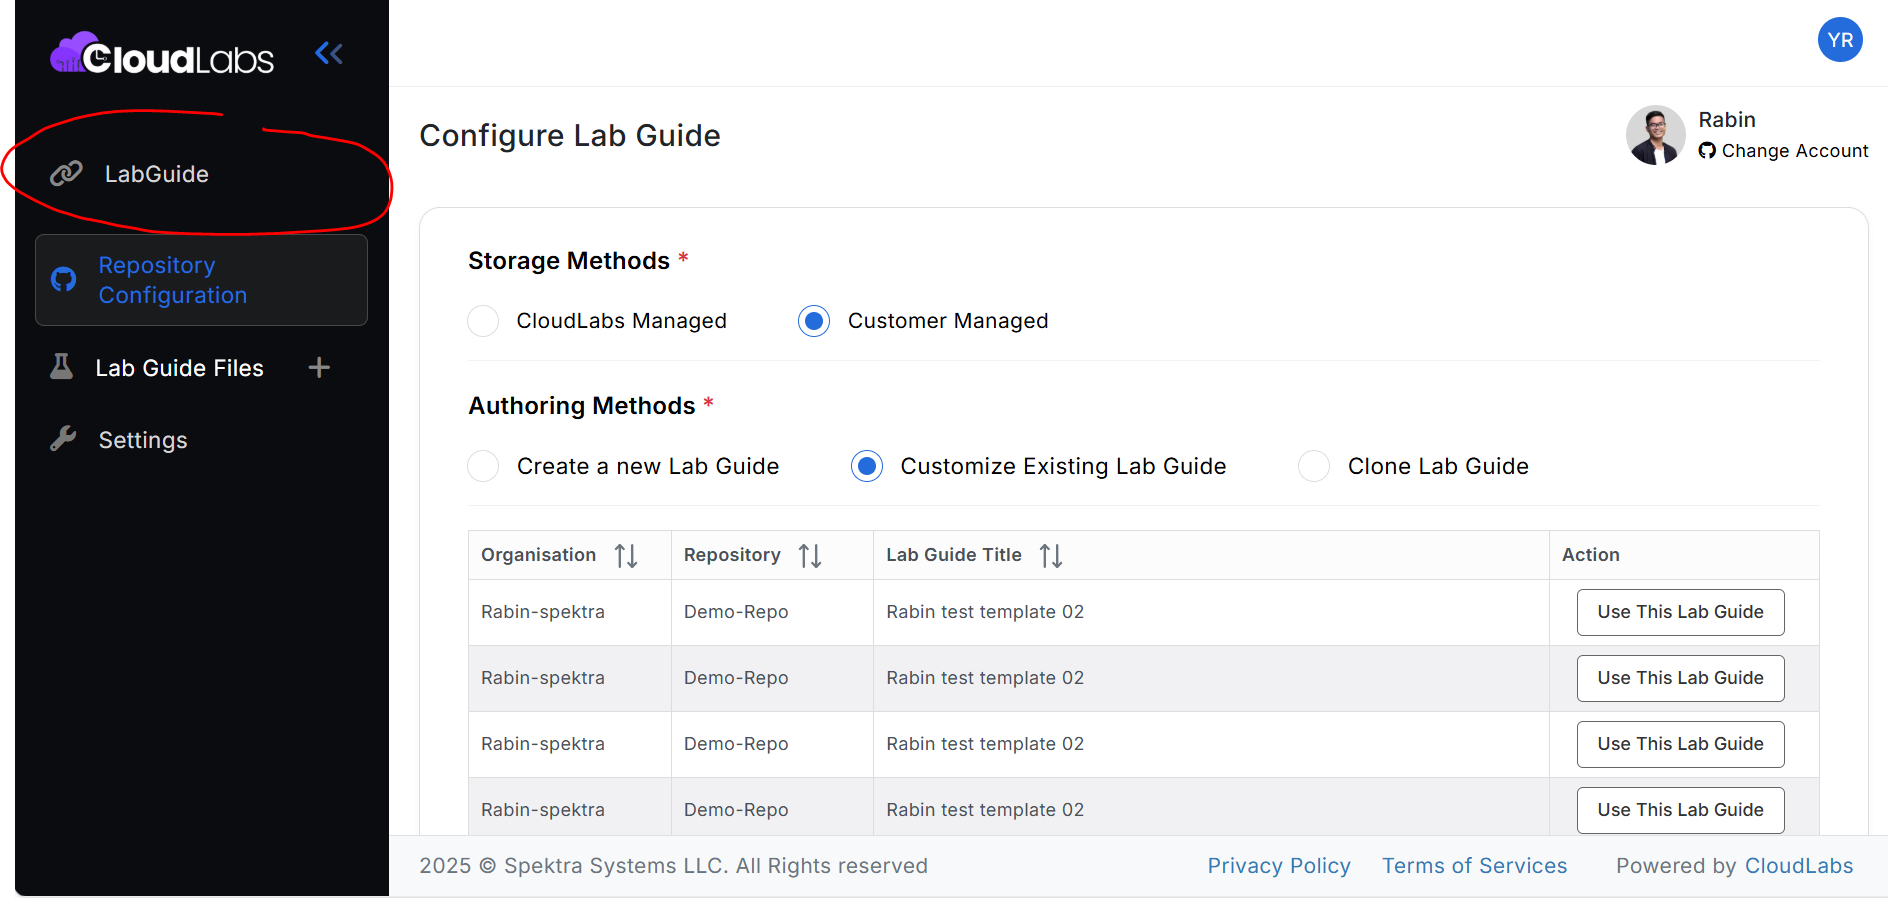 CloudLabs
YR
LabGuide
Repository
Configuration
Lab Guide Files
Settings
Configure Lab Guide
Rabin
Change Account
Storage Methods *
CloudLabs Managed
Customer Managed
Authoring Methods *
Create a new Lab Guide
Customize Existing Lab Guide
Clone Lab Guide
Organisation Repository Lab Guide Title Action
Rabin-spektra Demo-Repo Rabin test template 02 Use This Lab Guide
Rabin-spektra Demo-Repo Rabin test template 02 Use This Lab Guide
Rabin-spektra Demo-Repo Rabin test template 02 Use This Lab Guide
Rabin-spektra Demo-Repo Rabin test template 02 Use This Lab Guide
2025 © Spektra Systems LLC. All Rights reserved Privacy Policy Terms of Services Powered by CloudLabs